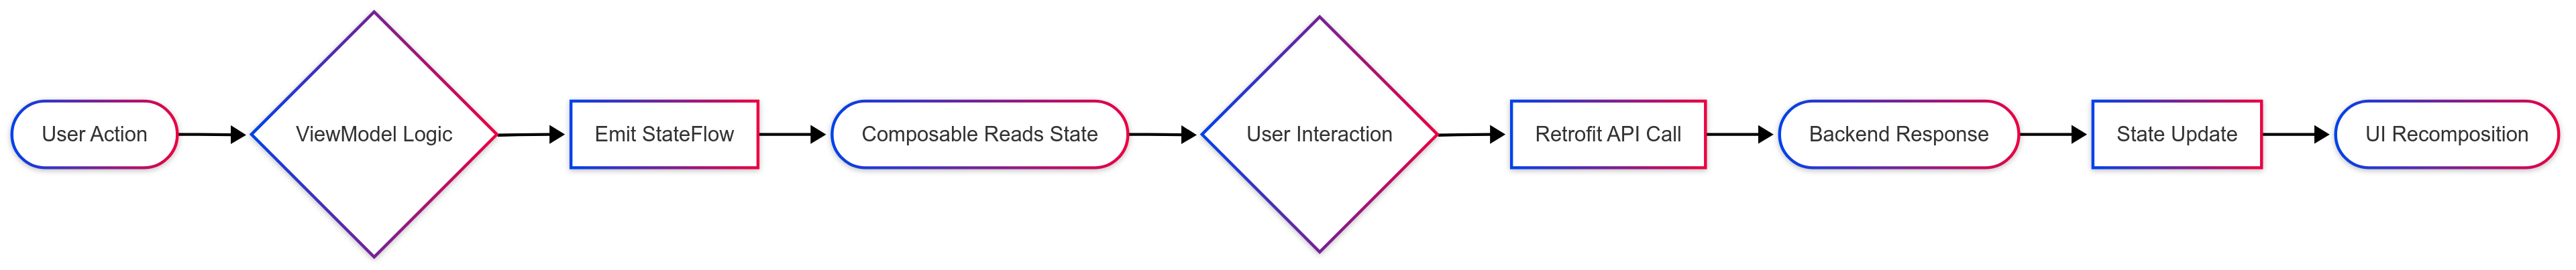 User Action
ViewModel Logic
Emit StateFlow
Composable Reads State
User Interaction
Retrofit API Call
Backend Response
State Update
UI Recomposition